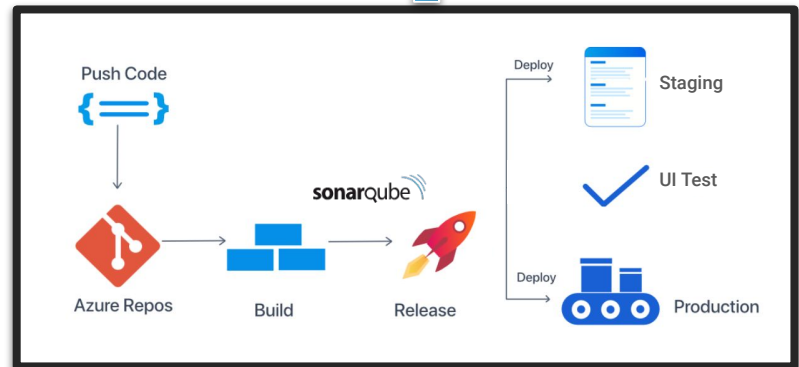 Push Code
Azure Repos
Build
sonarqube
Release
Deploy
Staging
UI Test
Deploy
Production